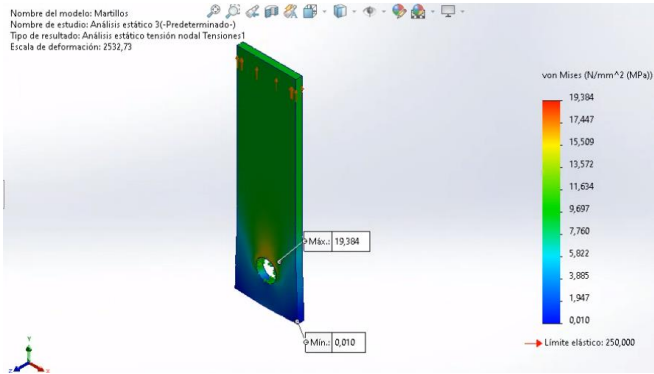 Nombre del modelo: Martillos
Nombre de estudio: Análisis estático 3(-Predeterminado-)
Tipo de resultado: Análisis estático tensión nodal Tensiones1
Escala de deformación: 2532,73
von Mises (N/mm^2 (MPa))
19,384
17,447
15,509
13,572
11,634
9,697
7,760
5,822
3,885
1,947
0,010
Límite elástico: 250,000
Máx.: 19,384
Mín.: 0,010
Y
Z
X